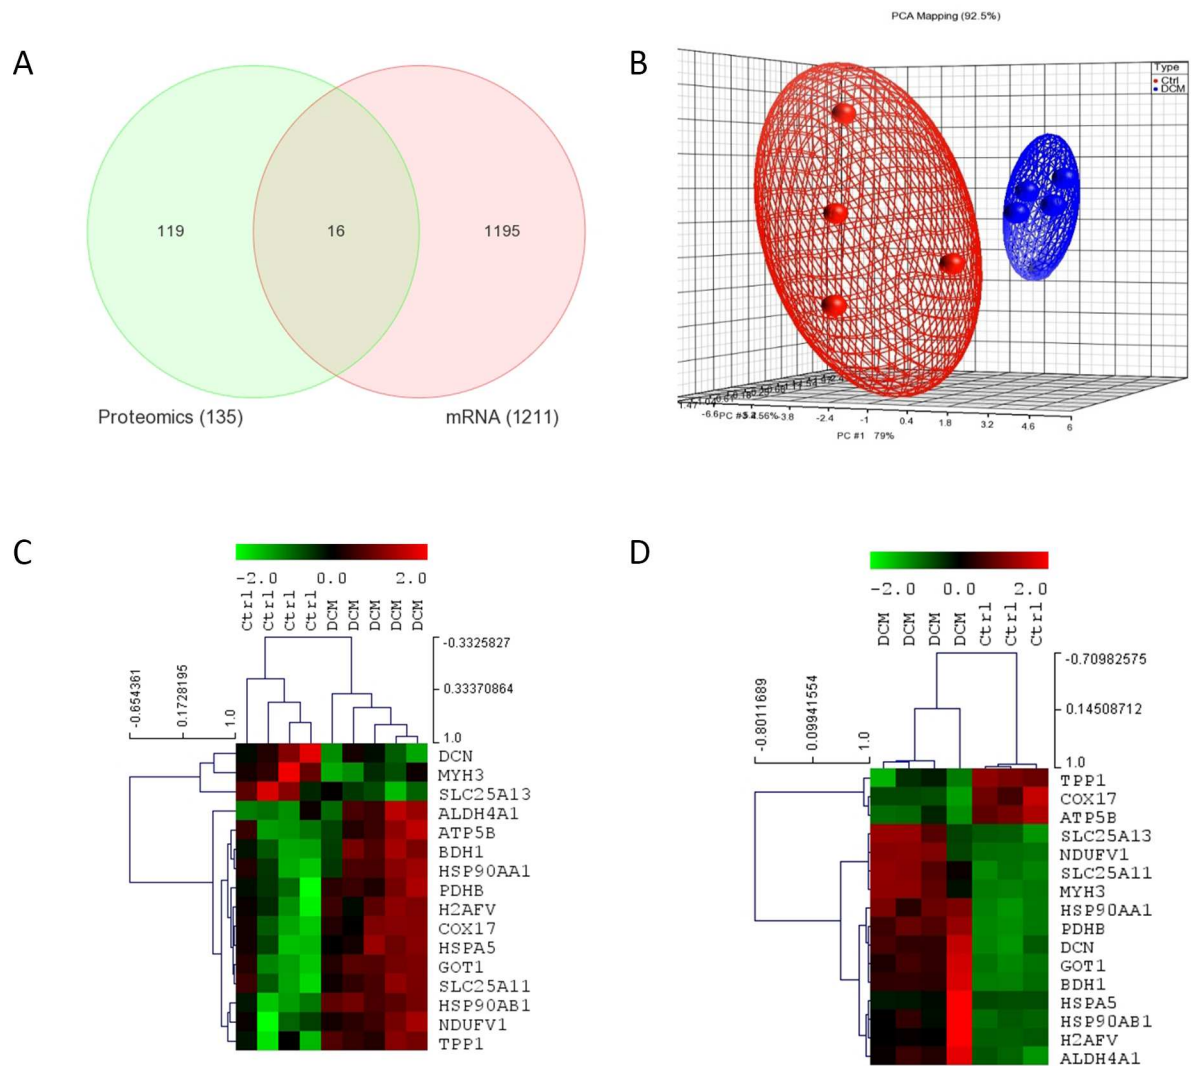 A
119
16
1195
Proteomics (135)
mRNA (1211)
B
PCA Mapping (92.5%)
Type
Ctrl
DCM
-6.6
-3.8
-2.4
-1
0.4
1.8
3.2
4.6
6
PC #1 79%
C
-2.0 0.0 2.0
Ctrl Ctrl Ctrl Ctrl DCM DCM DCM DCM DCM
-0.3325827
0.33370864
1.0
-0.654361
0.1728195
1.0
DCN
MYH3
SLC25A13
ALDH4A1
ATP5B
BDH1
HSP90AA1
PDHB
H2AFV
COX17
HSPA5
GOT1
SLC25A11
HSP90AB1
NDUFV1
TPP1
D
-2.0 0.0 2.0
DCM DCM DCM DCM Ctrl Ctrl Ctrl
-0.70982575
0.14508712
1.0
-0.8011689
0.09941554
1.0
TPP1
COX17
ATP5B
SLC25A13
NDUFV1
SLC25A11
MYH3
HSP90AA1
PDHB
DCN
GOT1
BDH1
HSPA5
HSP90AB1
H2AFV
ALDH4A1